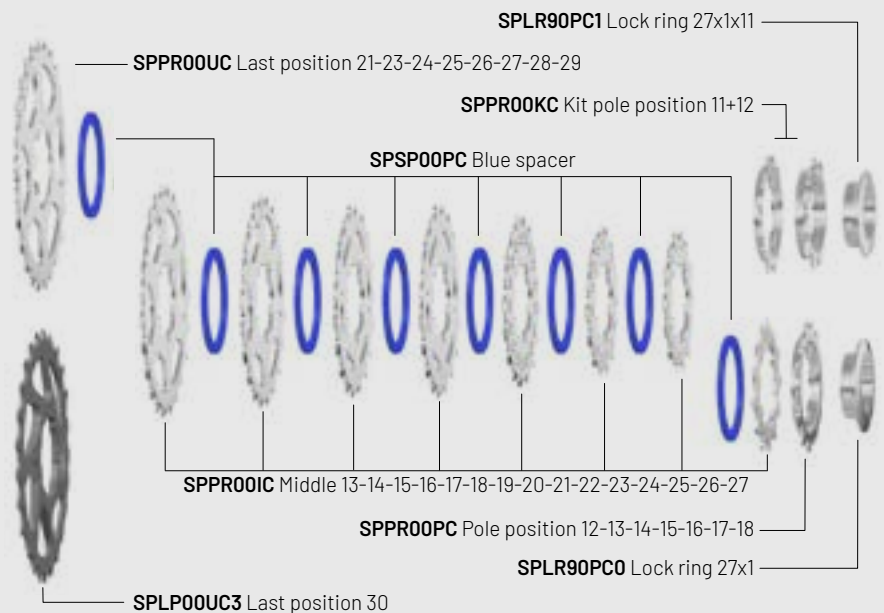 SPLR90PC1 Lock ring 27x1x11
SPPR00UC Last position 21-23-24-25-26-27-28-29
SPPR00KC Kit pole position 11+12
SPSP00PC Blue spacer
SPPR00IC Middle 13-14-15-16-17-18-19-20-21-22-23-24-25-26-27
SPPR00PC Pole position 12-13-14-15-16-17-18
SPLR90PC0 Lock ring 27x1
SPLP00UC3 Last position 30